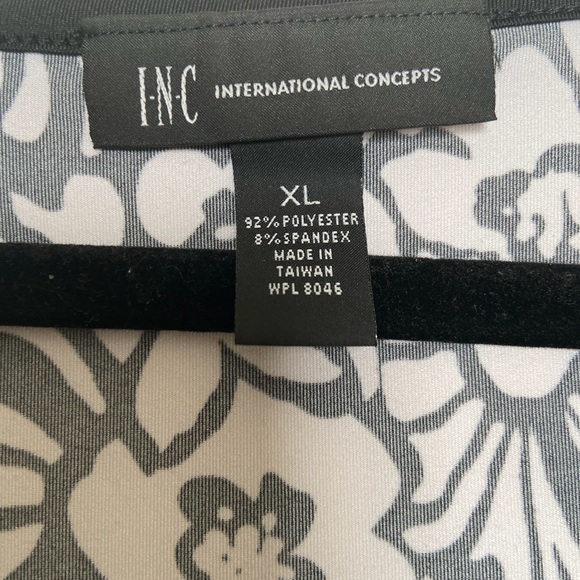 I·N·C INTERNATIONAL CONCEPTS
XL
92% POLYESTER
8% SPANDEX
MADE IN
TAIWAN
WPL 8046